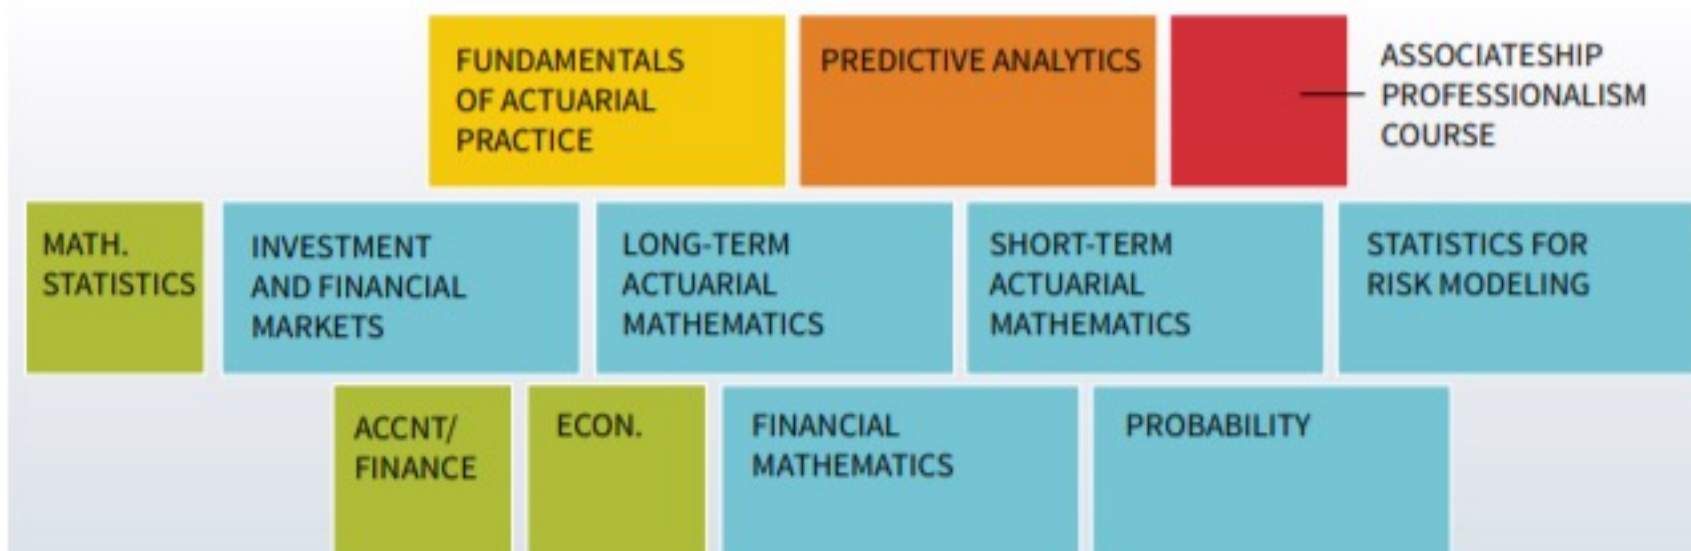 FUNDAMENTALS
OF ACTUARIAL
PRACTICE
PREDICTIVE ANALYTICS
ASSOCIATESHIP
PROFESSIONALISM
COURSE
MATH.
STATISTICS
INVESTMENT
AND FINANCIAL
MARKETS
LONG-TERM
ACTUARIAL
MATHEMATICS
SHORT-TERM
ACTUARIAL
MATHEMATICS
STATISTICS FOR
RISK MODELING
ACCNT/
FINANCE
ECON.
FINANCIAL
MATHEMATICS
PROBABILITY